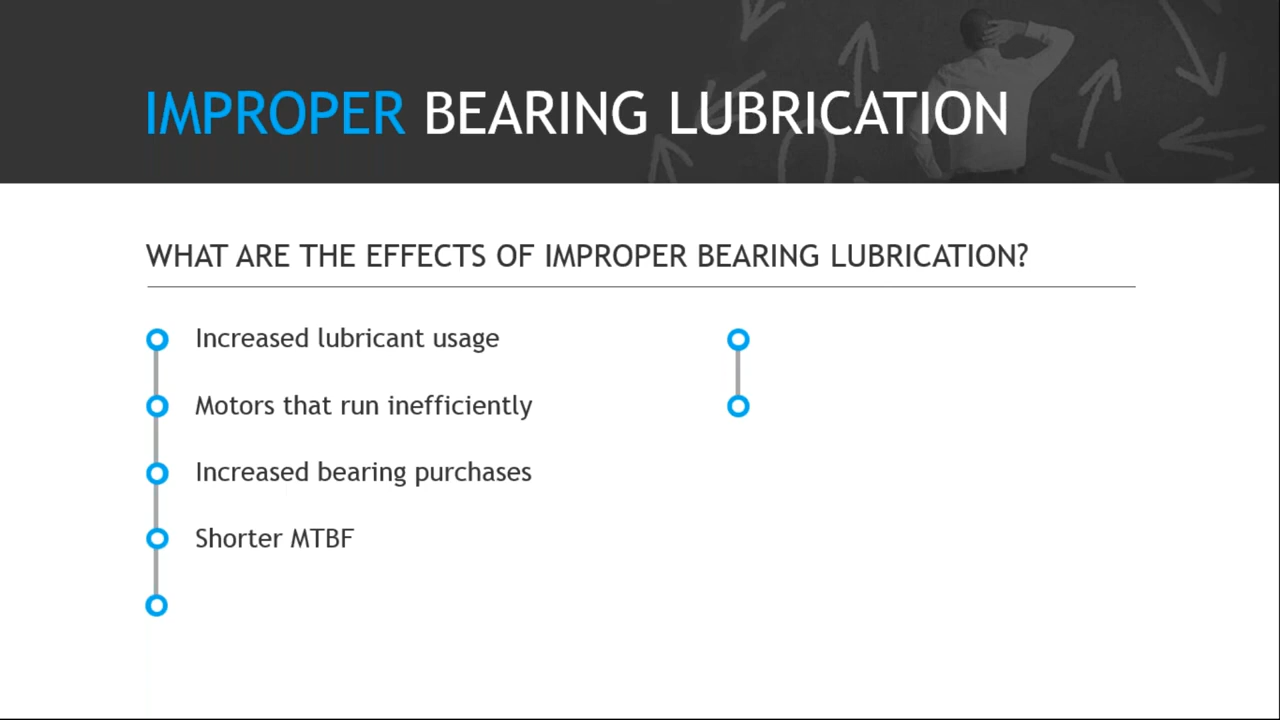 IMPROPER BEARING LUBRICATION
WHAT ARE THE EFFECTS OF IMPROPER BEARING LUBRICATION?
Increased lubricant usage
Motors that run inefficiently
Increased bearing purchases
Shorter MTBF